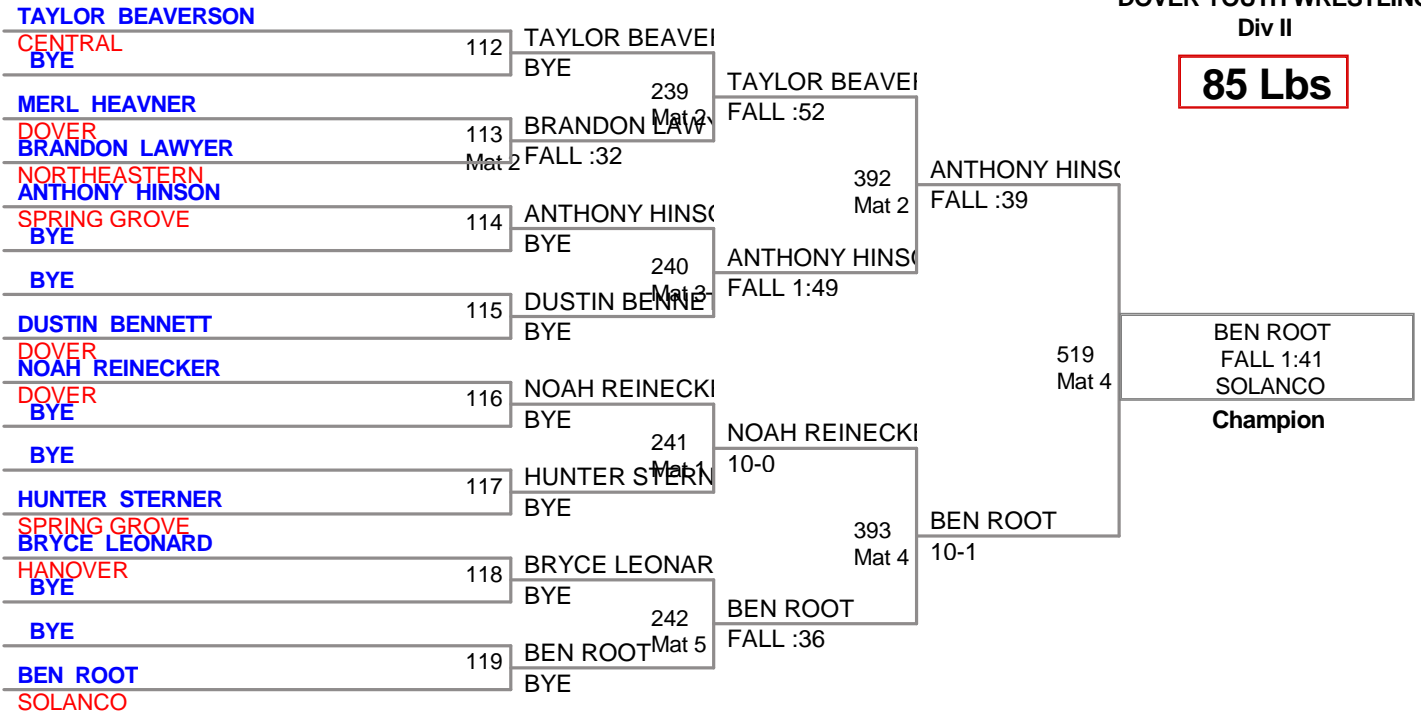 DOVER YOUTH WRESTLING
Div II
85 Lbs
TAYLOR BEAVERSON
CENTRAL
BYE
MERL HEAVNER
DOVER
BRANDON LAWYER
NORTHEASTERN
ANTHONY HINSON
SPRING GROVE
BYE
BYE
DUSTIN BENNETT
DOVER
NOAH REINECKER
DOVER
BYE
BYE
HUNTER STERNER
SPRING GROVE
BRYCE LEONARD
HANOVER
BYE
BYE
BEN ROOT
SOLANCO
112
TAYLOR BEAVE
BYE
113
Mat 2
BRANDON LAWY
FALL :32
114
ANTHONY HINSO
BYE
115
DUSTIN BENNET
BYE
116
NOAH REINECK
BYE
117
HUNTER STERN
BYE
118
BRYCE LEONAR
BYE
119
BEN ROOT
BYE
239
Mat 2
TAYLOR BEAVE
FALL :52
240
Mat 3
ANTHONY HINSO
FALL 1:49
241
Mat 1
NOAH REINECK
10-0
242
Mat 5
BEN ROOT
FALL :36
392
Mat 2
ANTHONY HINSO
FALL :39
393
Mat 4
BEN ROOT
10-1
519
Mat 4
BEN ROOT
FALL 1:41
SOLANCO
Champion